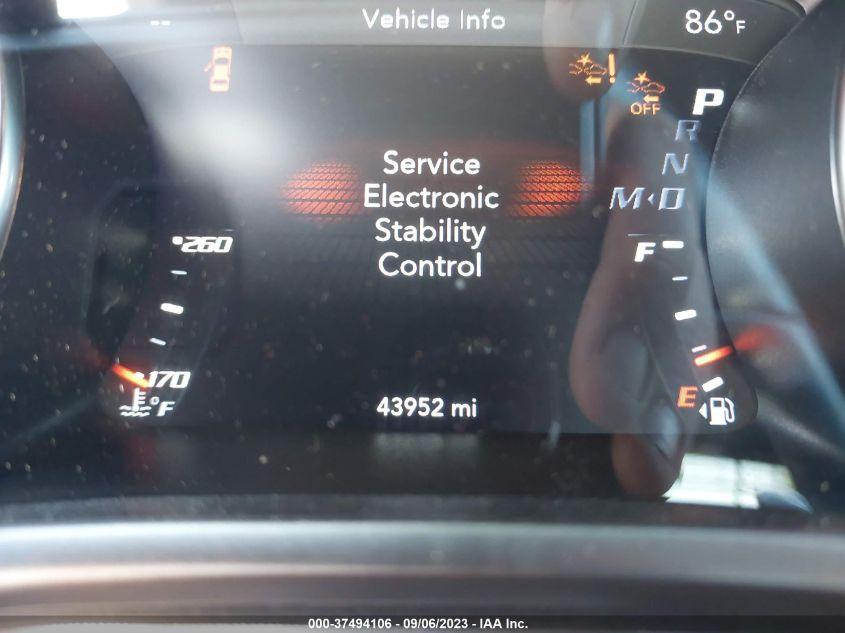 --
Vehicle Info
86°F
!
OFF
P
R
N
M◂D
Service
Electronic
Stability
Control
260
F
170
°F
E
43952 mi
000-37494106 - 09/06/2023 - IAA Inc.